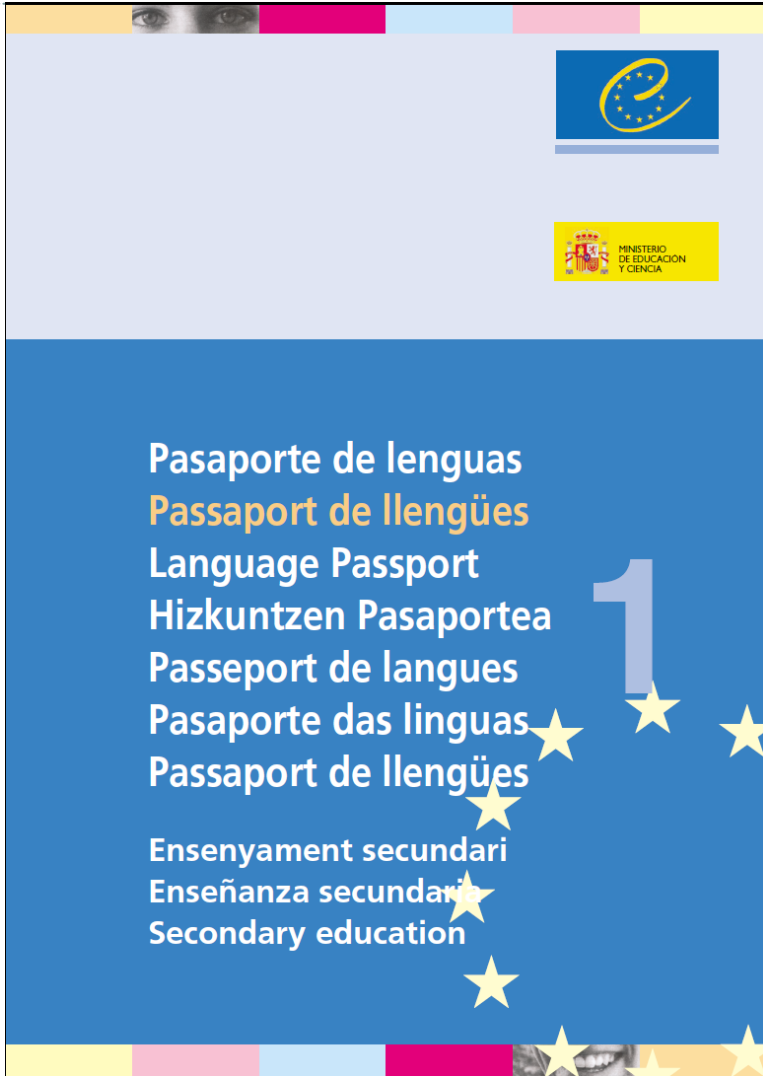 MINISTERIO
DE EDUCACIÓN
Y CIENCIA
Pasaporte de lenguas
Passaport de llengües
Language Passport
Hizkuntzen Pasaportea
Passeport de langues
Pasaporte das linguas
Passaport de llengües
1
Ensenyament secundari
Enseñanza secundaria
Secondary education